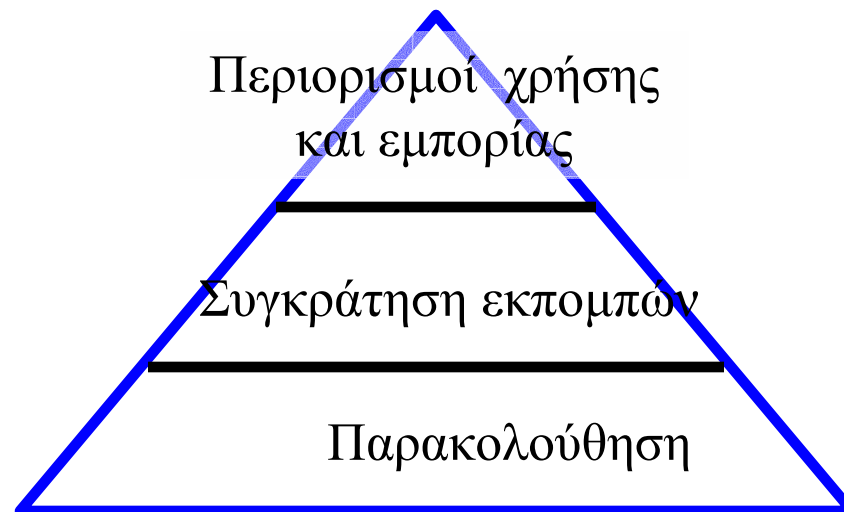 Περιορισμοί χρήσης
και εμπορίας
Συγκράτηση εκπομπών
Παρακολούθηση